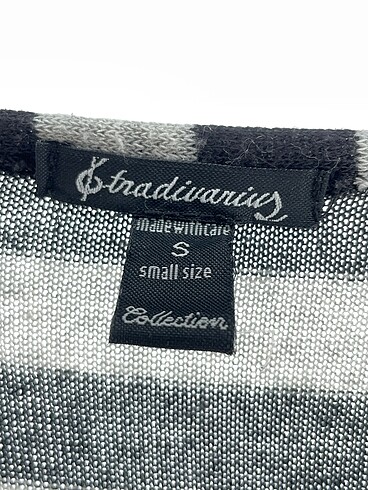 Stradivarius
made with care
S
small size
Collection